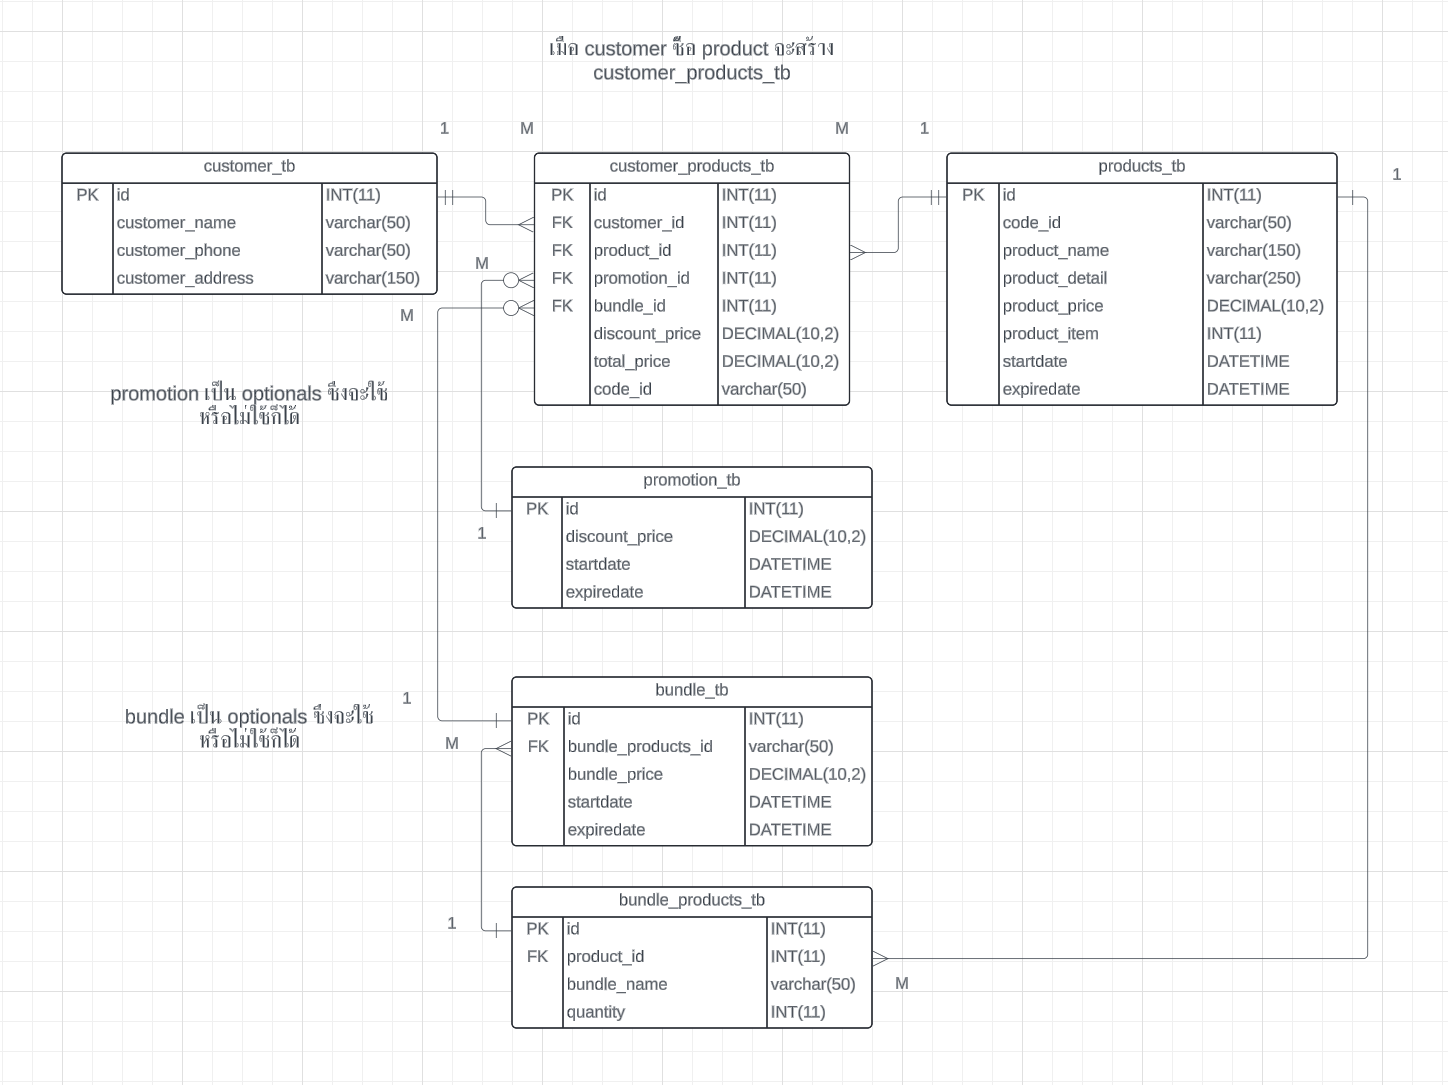 เมื่อ customer ซื้อ product จะสร้าง
customer_products_tb
1 M M 1
customer_tb
PK id INT(11)
customer_name varchar(50)
customer_phone varchar(50)
customer_address varchar(150)
customer_products_tb
PK id INT(11)
FK customer_id INT(11)
FK product_id INT(11)
FK promotion_id INT(11)
FK bundle_id INT(11)
discount_price DECIMAL(10,2)
total_price DECIMAL(10,2)
code_id varchar(50)
products_tb
PK id INT(11)
code_id varchar(50)
product_name varchar(150)
product_detail varchar(250)
product_price DECIMAL(10,2)
product_item INT(11)
startdate DATETIME
expiredate DATETIME
1
M
M
promotion เป็น optionals ซึ่งจะใช้
หรือไม่ใช้ก็ได้
promotion_tb
PK id INT(11)
discount_price DECIMAL(10,2)
startdate DATETIME
expiredate DATETIME
1
bundle เป็น optionals ซึ่งจะใช้
หรือไม่ใช้ก็ได้
1
M
bundle_tb
PK id INT(11)
FK bundle_products_id varchar(50)
bundle_price DECIMAL(10,2)
startdate DATETIME
expiredate DATETIME
1
bundle_products_tb
PK id INT(11)
FK product_id INT(11)
bundle_name varchar(50)
quantity INT(11)
M